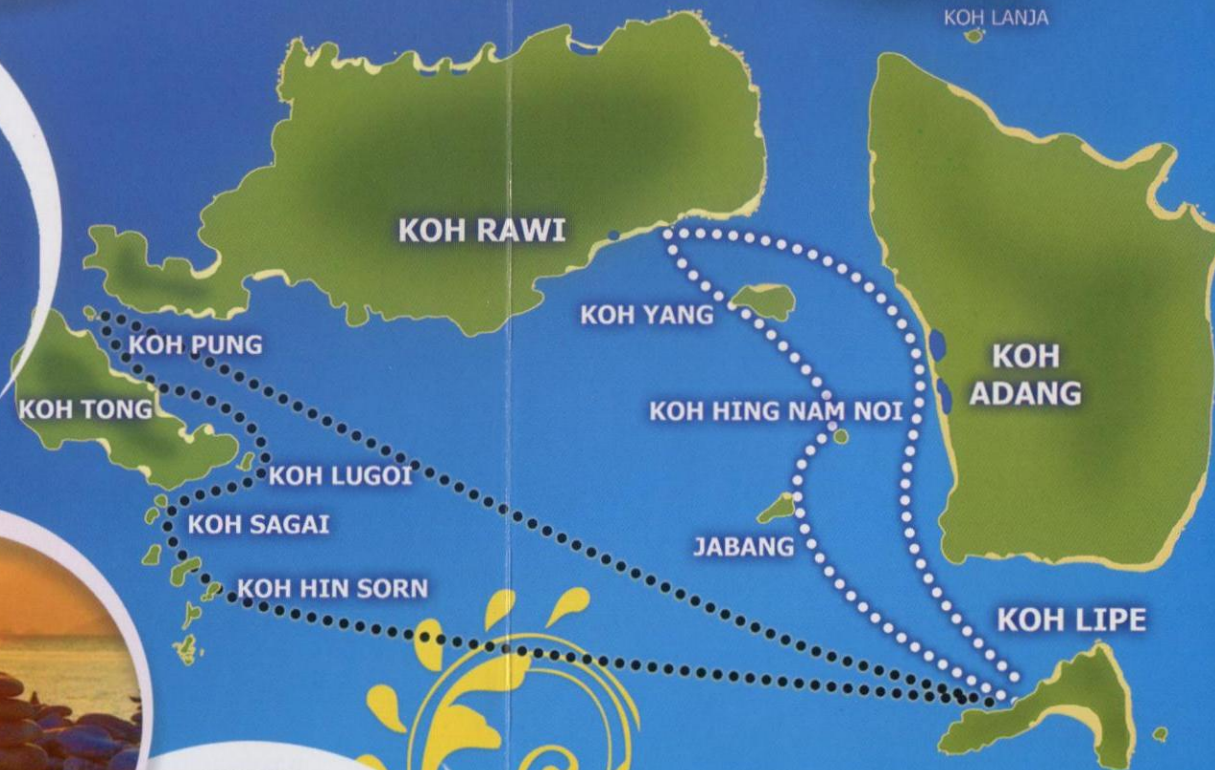 KOH LANJA
KOH RAWI
KOH YANG
KOH PUNG
KOH
ADANG
KOH TONG
KOH HING NAM NOI
KOH LUGOI
KOH SAGAI
JABANG
KOH HIN SORN
KOH LIPE